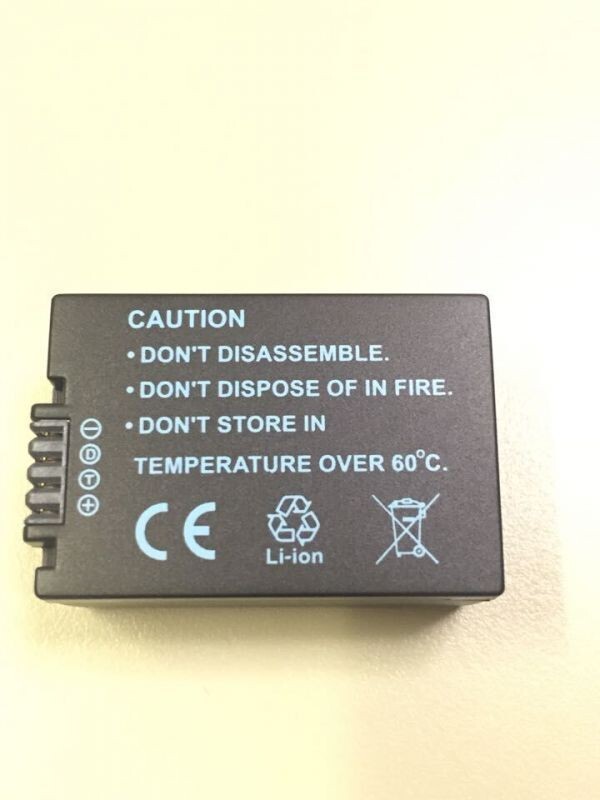 CAUTION
• DON'T DISASSEMBLE.
• DON'T DISPOSE OF IN FIRE.
• DON'T STORE IN
TEMPERATURE OVER 60°C.
−
D
T
+
CE
Li-ion